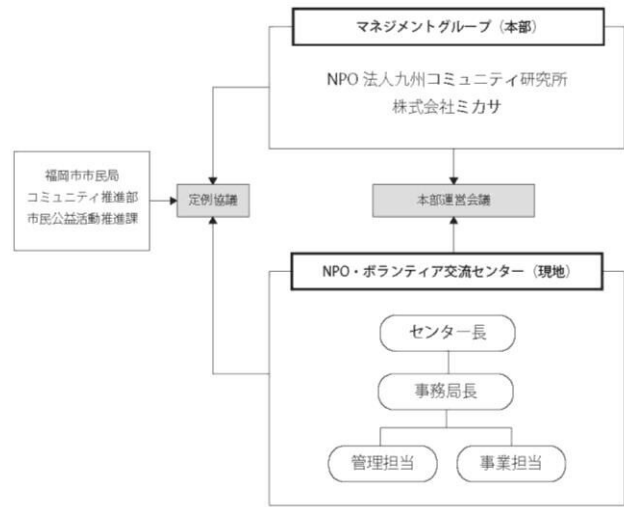 マネジメントグループ（本部）
NPO 法人九州コミュニティ研究所
株式会社ミカサ
福岡市市民局
コミュニティ推進部
市民公益活動推進課
定例協議
本部運営会議
NPO・ボランティア交流センター（現地）
センター長
事務局長
管理担当
事業担当